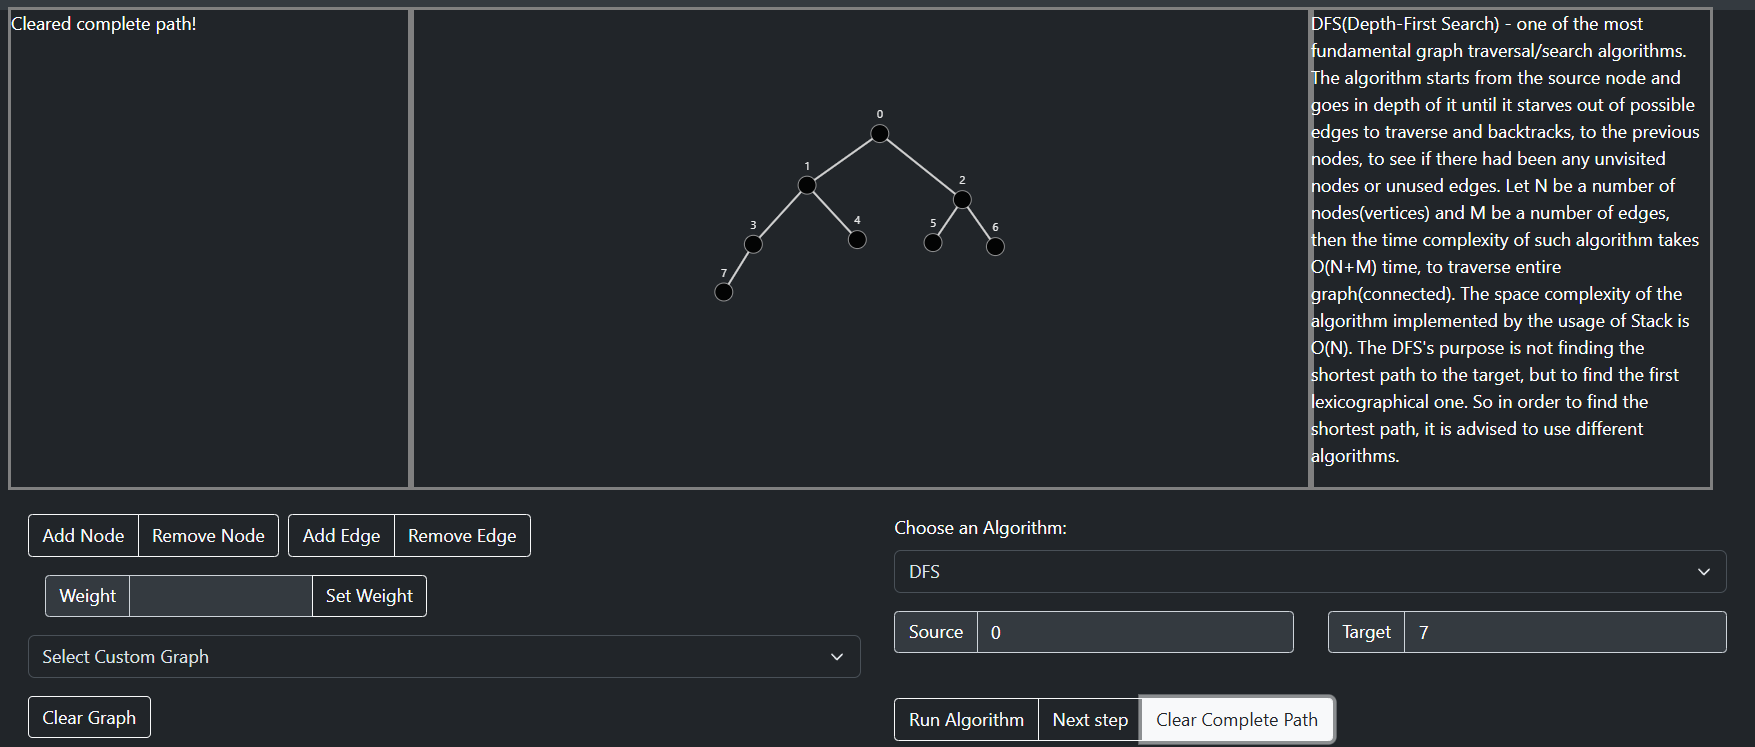 Cleared complete path!
0
1
2
3
4
5
6
7
DFS(Depth-First Search) - one of the most
fundamental graph traversal/search algorithms.
The algorithm starts from the source node and
goes in depth of it until it starves out of possible
edges to traverse and backtracks, to the previous
nodes, to see if there had been any unvisited
nodes or unused edges. Let N be a number of
nodes(vertices) and M be a number of edges,
then the time complexity of such algorithm takes
O(N+M) time, to traverse entire
graph(connected). The space complexity of the
algorithm implemented by the usage of Stack is
O(N). The DFS's purpose is not finding the
shortest path to the target, but to find the first
lexicographical one. So in order to find the
shortest path, it is advised to use different
algorithms.
Add Node Remove Node Add Edge Remove Edge
Weight Set Weight
Select Custom Graph
Clear Graph
Choose an Algorithm:
DFS
Source 0 Target 7
Run Algorithm Next step Clear Complete Path